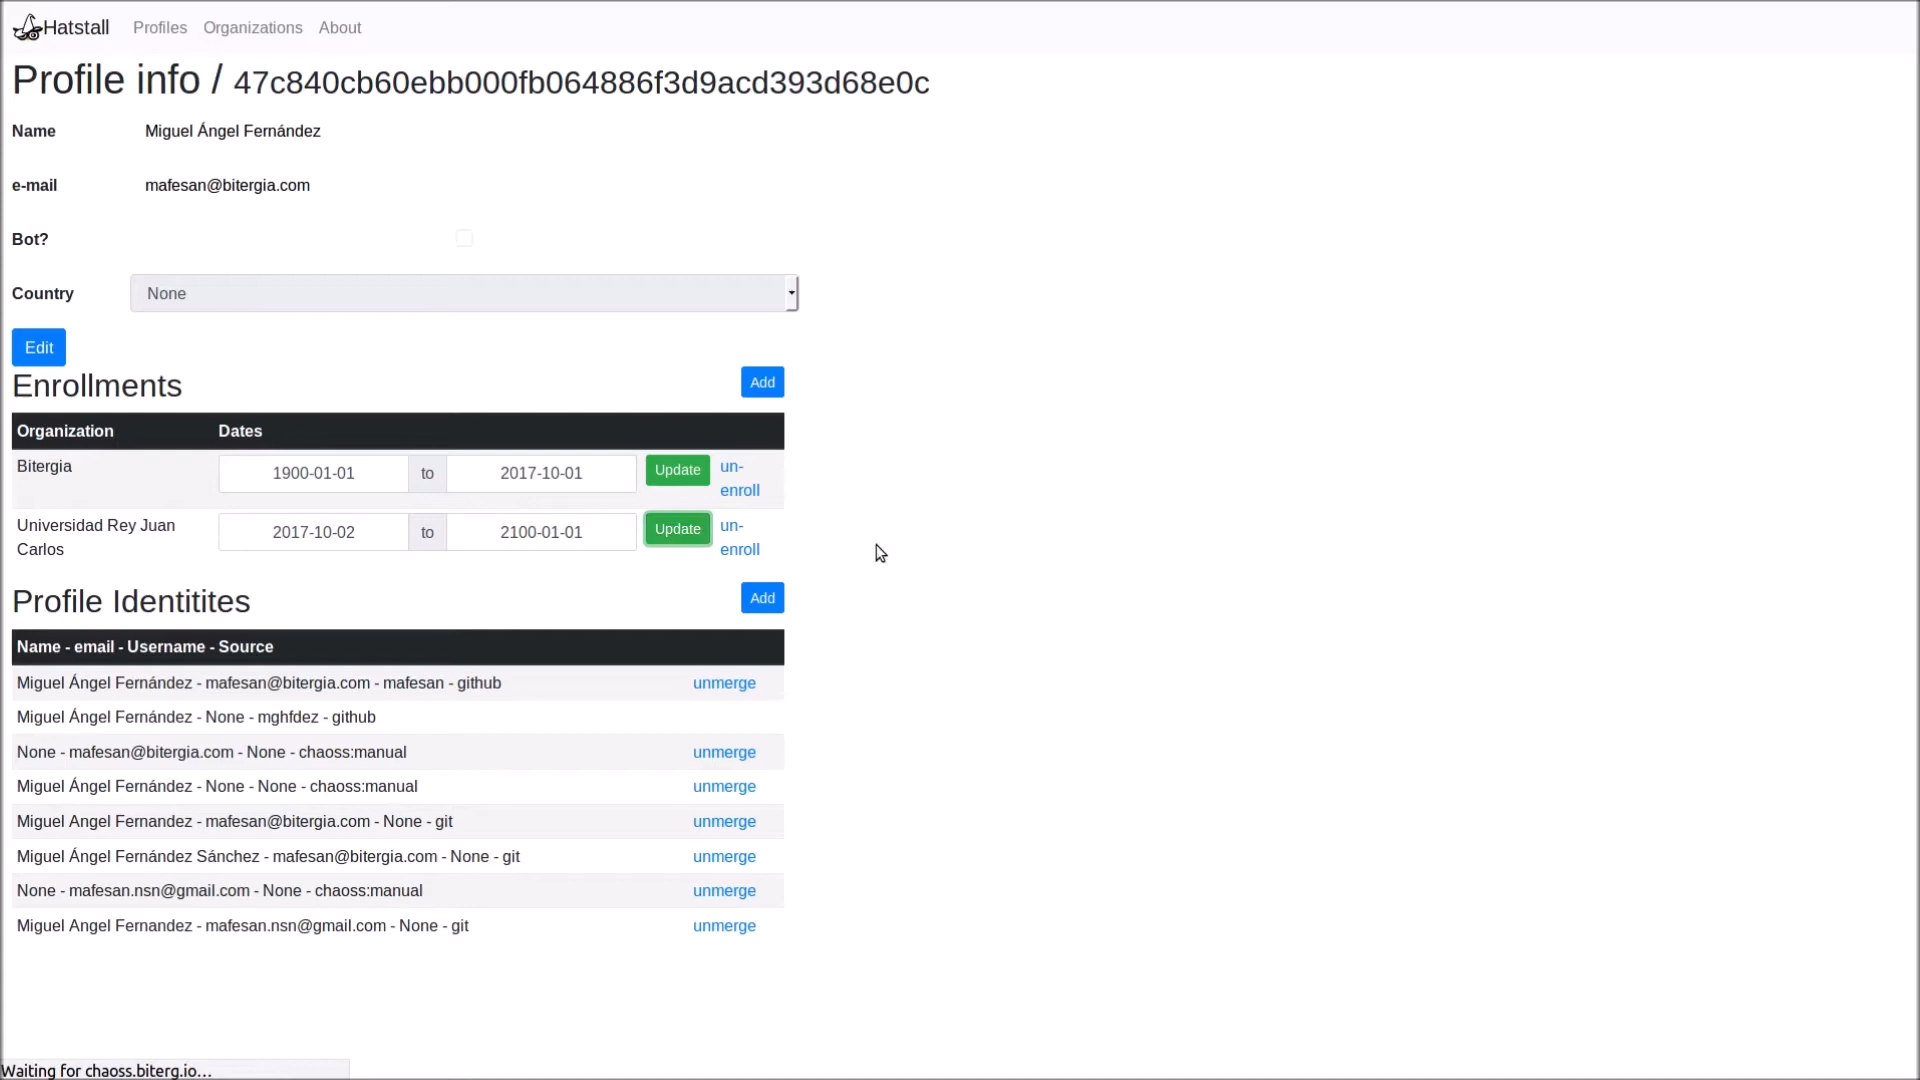 Hatstall Profiles Organizations About
Profile info / 47c840cb60ebb000fb064886f3d9acd393d68e0c
Name Miguel Ángel Fernández
e-mail mafesan@bitergia.com
Bot?
Country None
Edit
Enrollments Add
Organization Dates
Bitergia 1900-01-01 to 2017-10-01 Update un-
enroll
Universidad Rey Juan 2017-10-02 to 2100-01-01 Update un-
Carlos enroll
Profile Identitites Add
Name - email - Username - Source
Miguel Ángel Fernández - mafesan@bitergia.com - mafesan - github unmerge
Miguel Ángel Fernández - None - mghfdez - github
None - mafesan@bitergia.com - None - chaoss:manual unmerge
Miguel Ángel Fernández - None - None - chaoss:manual unmerge
Miguel Angel Fernandez - mafesan@bitergia.com - None - git unmerge
Miguel Ángel Fernández Sánchez - mafesan@bitergia.com - None - git unmerge
None - mafesan.nsn@gmail.com - None - chaoss:manual unmerge
Miguel Angel Fernandez - mafesan.nsn@gmail.com - None - git unmerge
Waiting for chaoss.biterg.io...